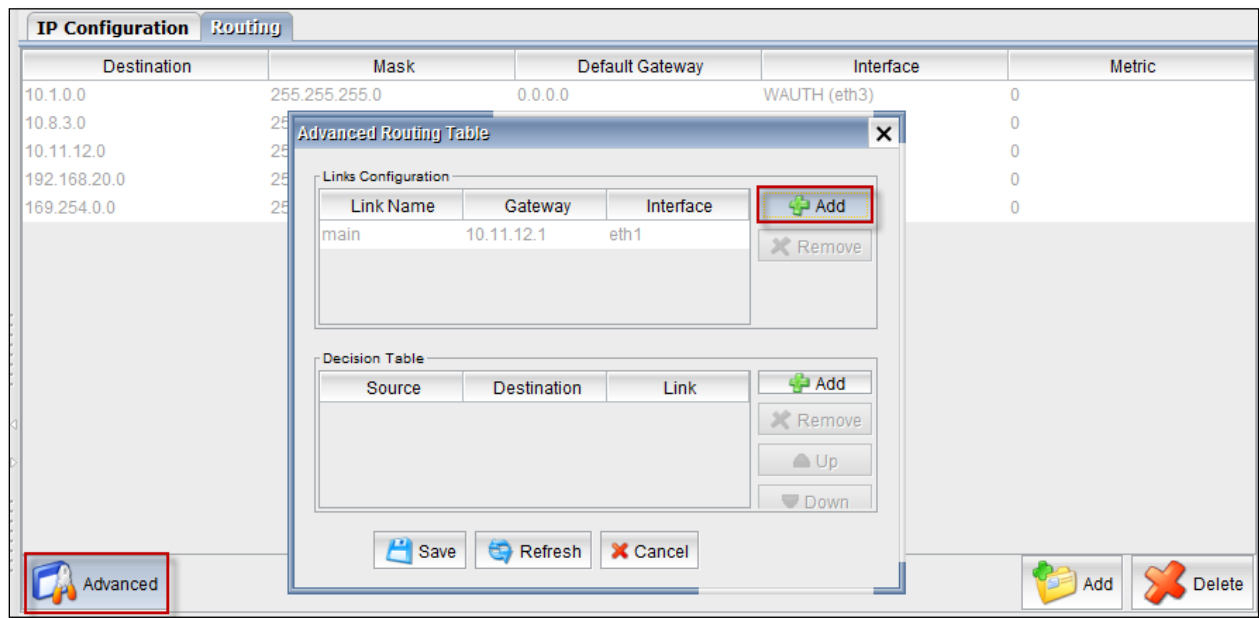 IP Configuration Routing
Destination Mask Default Gateway Interface Metric
10.1.0.0 255.255.255.0 0.0.0.0 WAUTH (eth3) 0
10.8.3.0 25 0
10.11.12.0 25 0
192.168.20.0 25 0
169.254.0.0 25 0
Advanced Routing Table
Links Configuration
Link Name Gateway Interface
main 10.11.12.1 eth1
Add
Remove
Decision Table
Source Destination Link
Add
Remove
Up
Down
Save Refresh Cancel
Advanced Add Delete